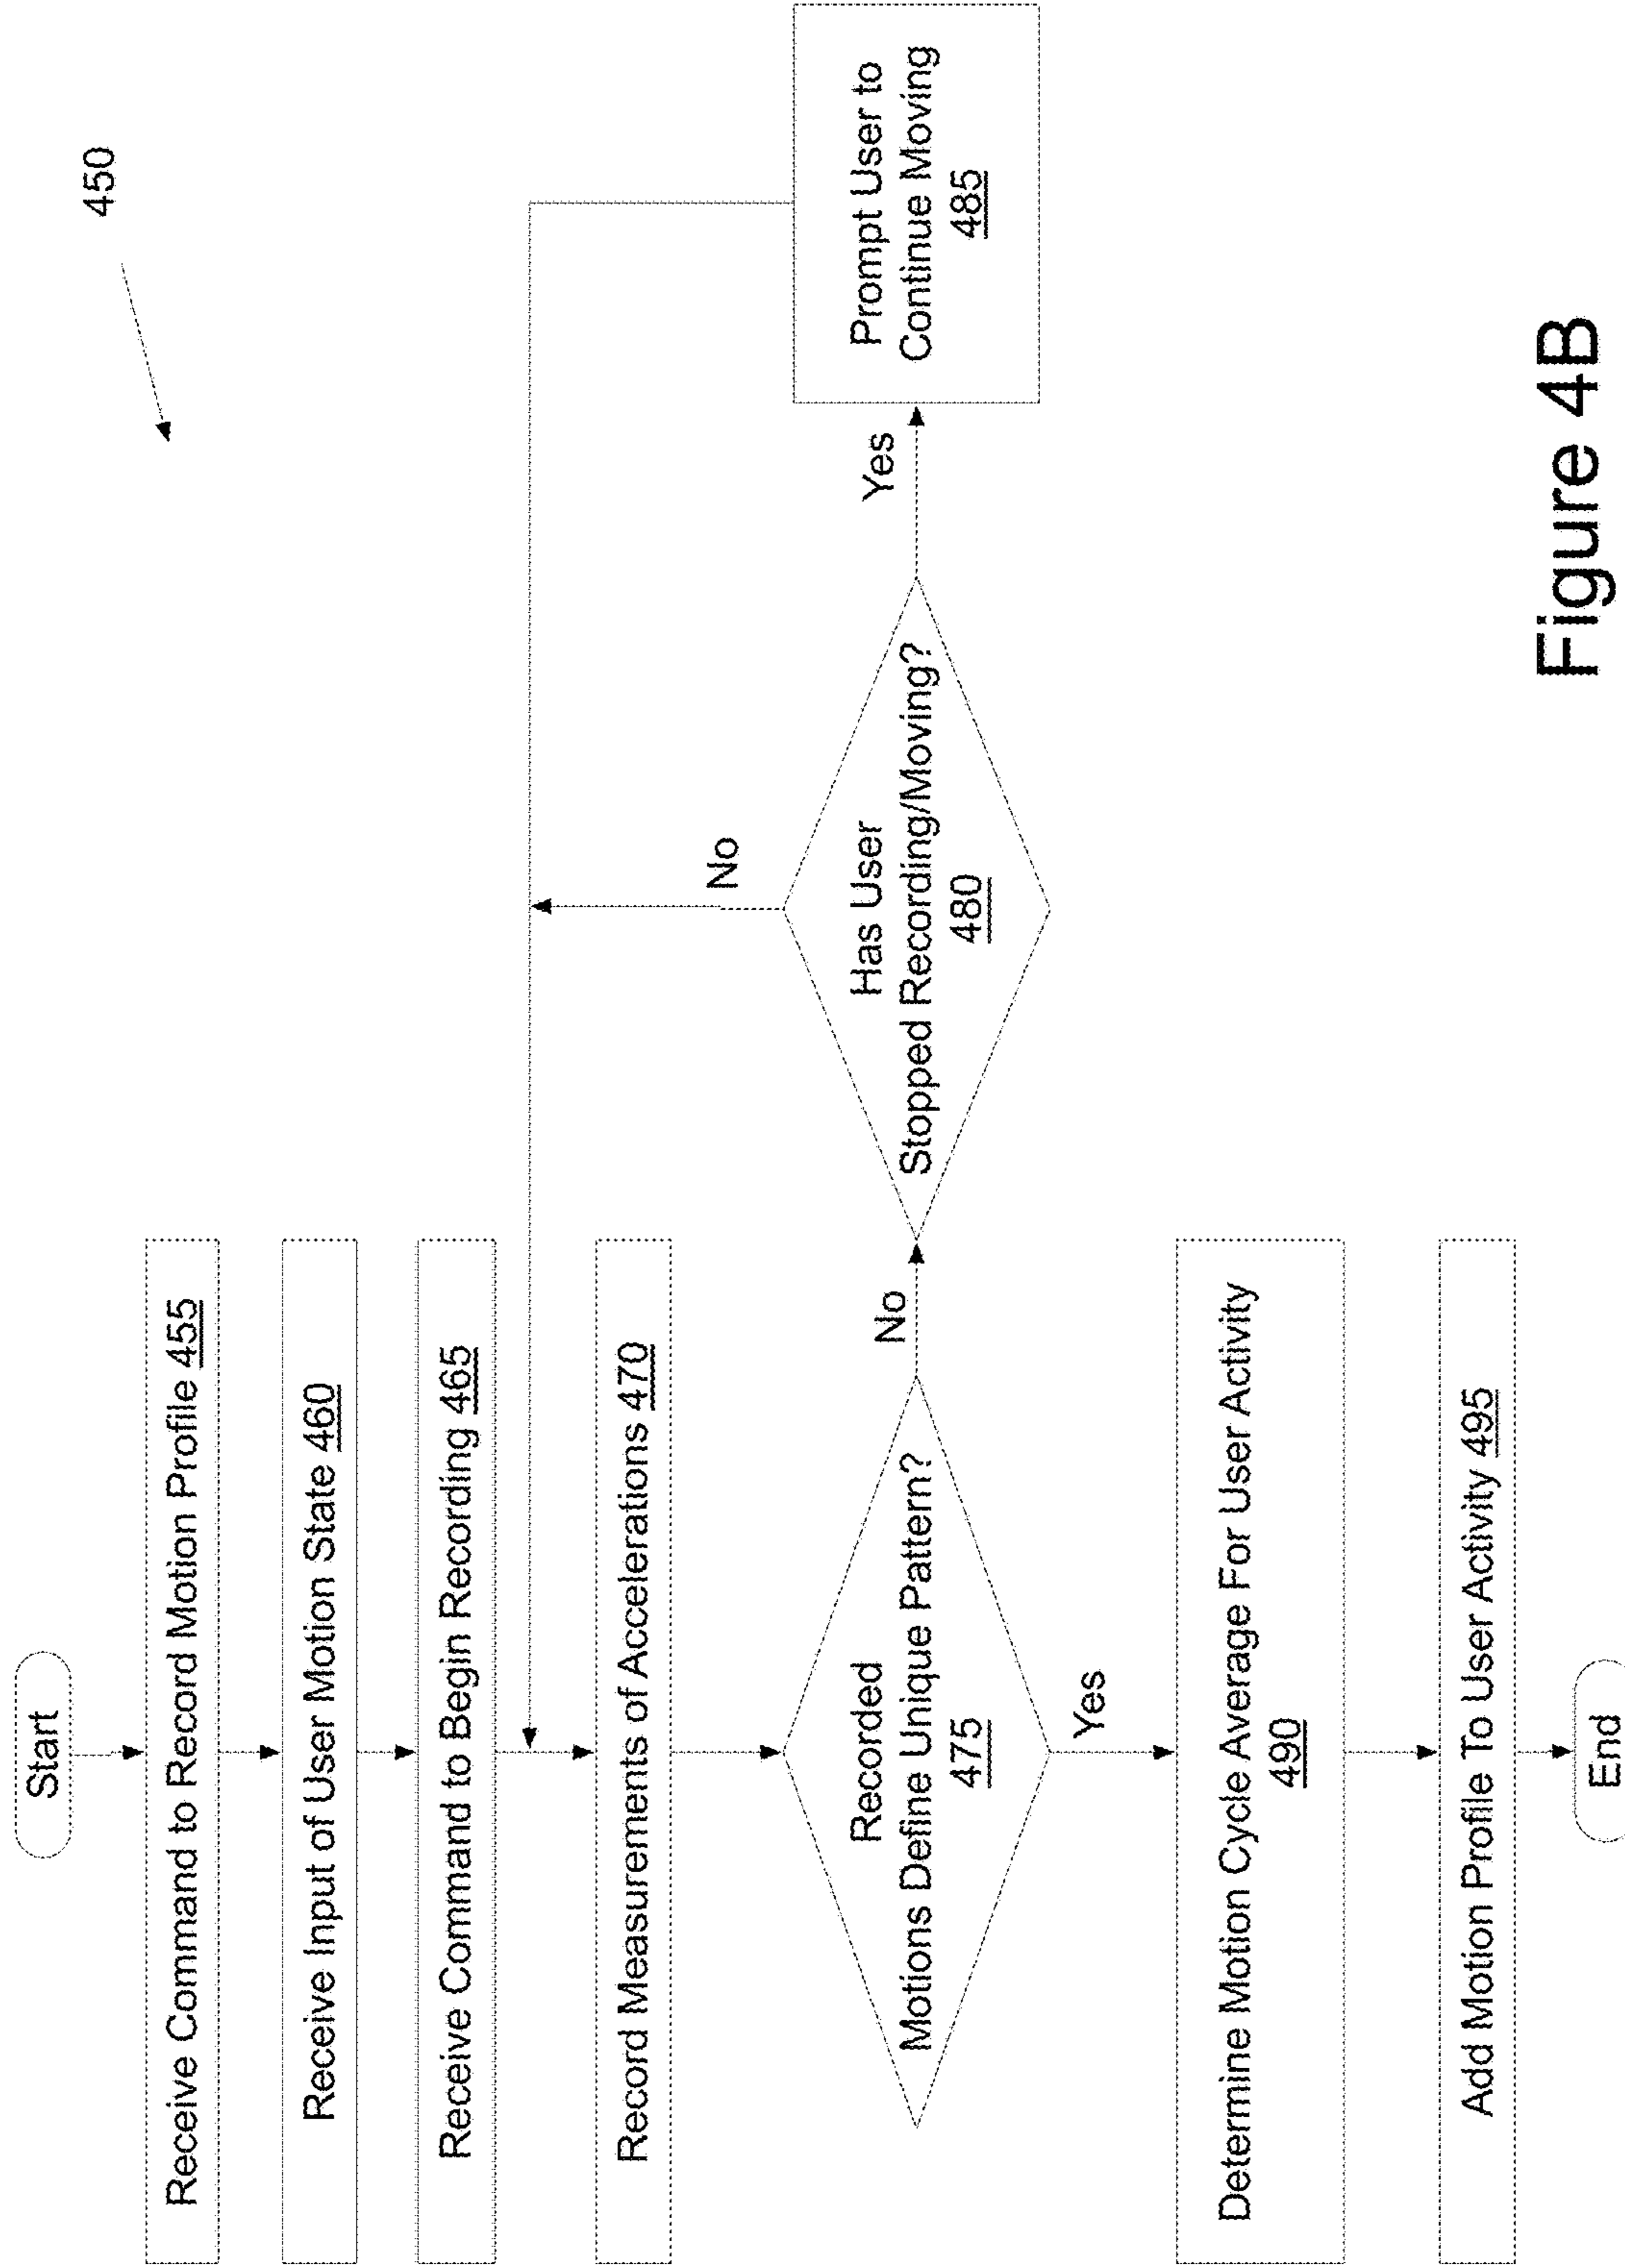 450
Start
Receive Command to Record Motion Profile 455
Receive Input of User Motion State 460
Receive Command to Begin Recording 465
Record Measurements of Accelerations 470
Recorded
Motions Define Unique Pattern?
475
No
Has User
Stopped Recording/Moving?
480
No
Yes
Prompt User to
Continue Moving
485
Yes
Determine Motion Cycle Average For User Activity
490
Add Motion Profile To User Activity 495
End
Figure 4B